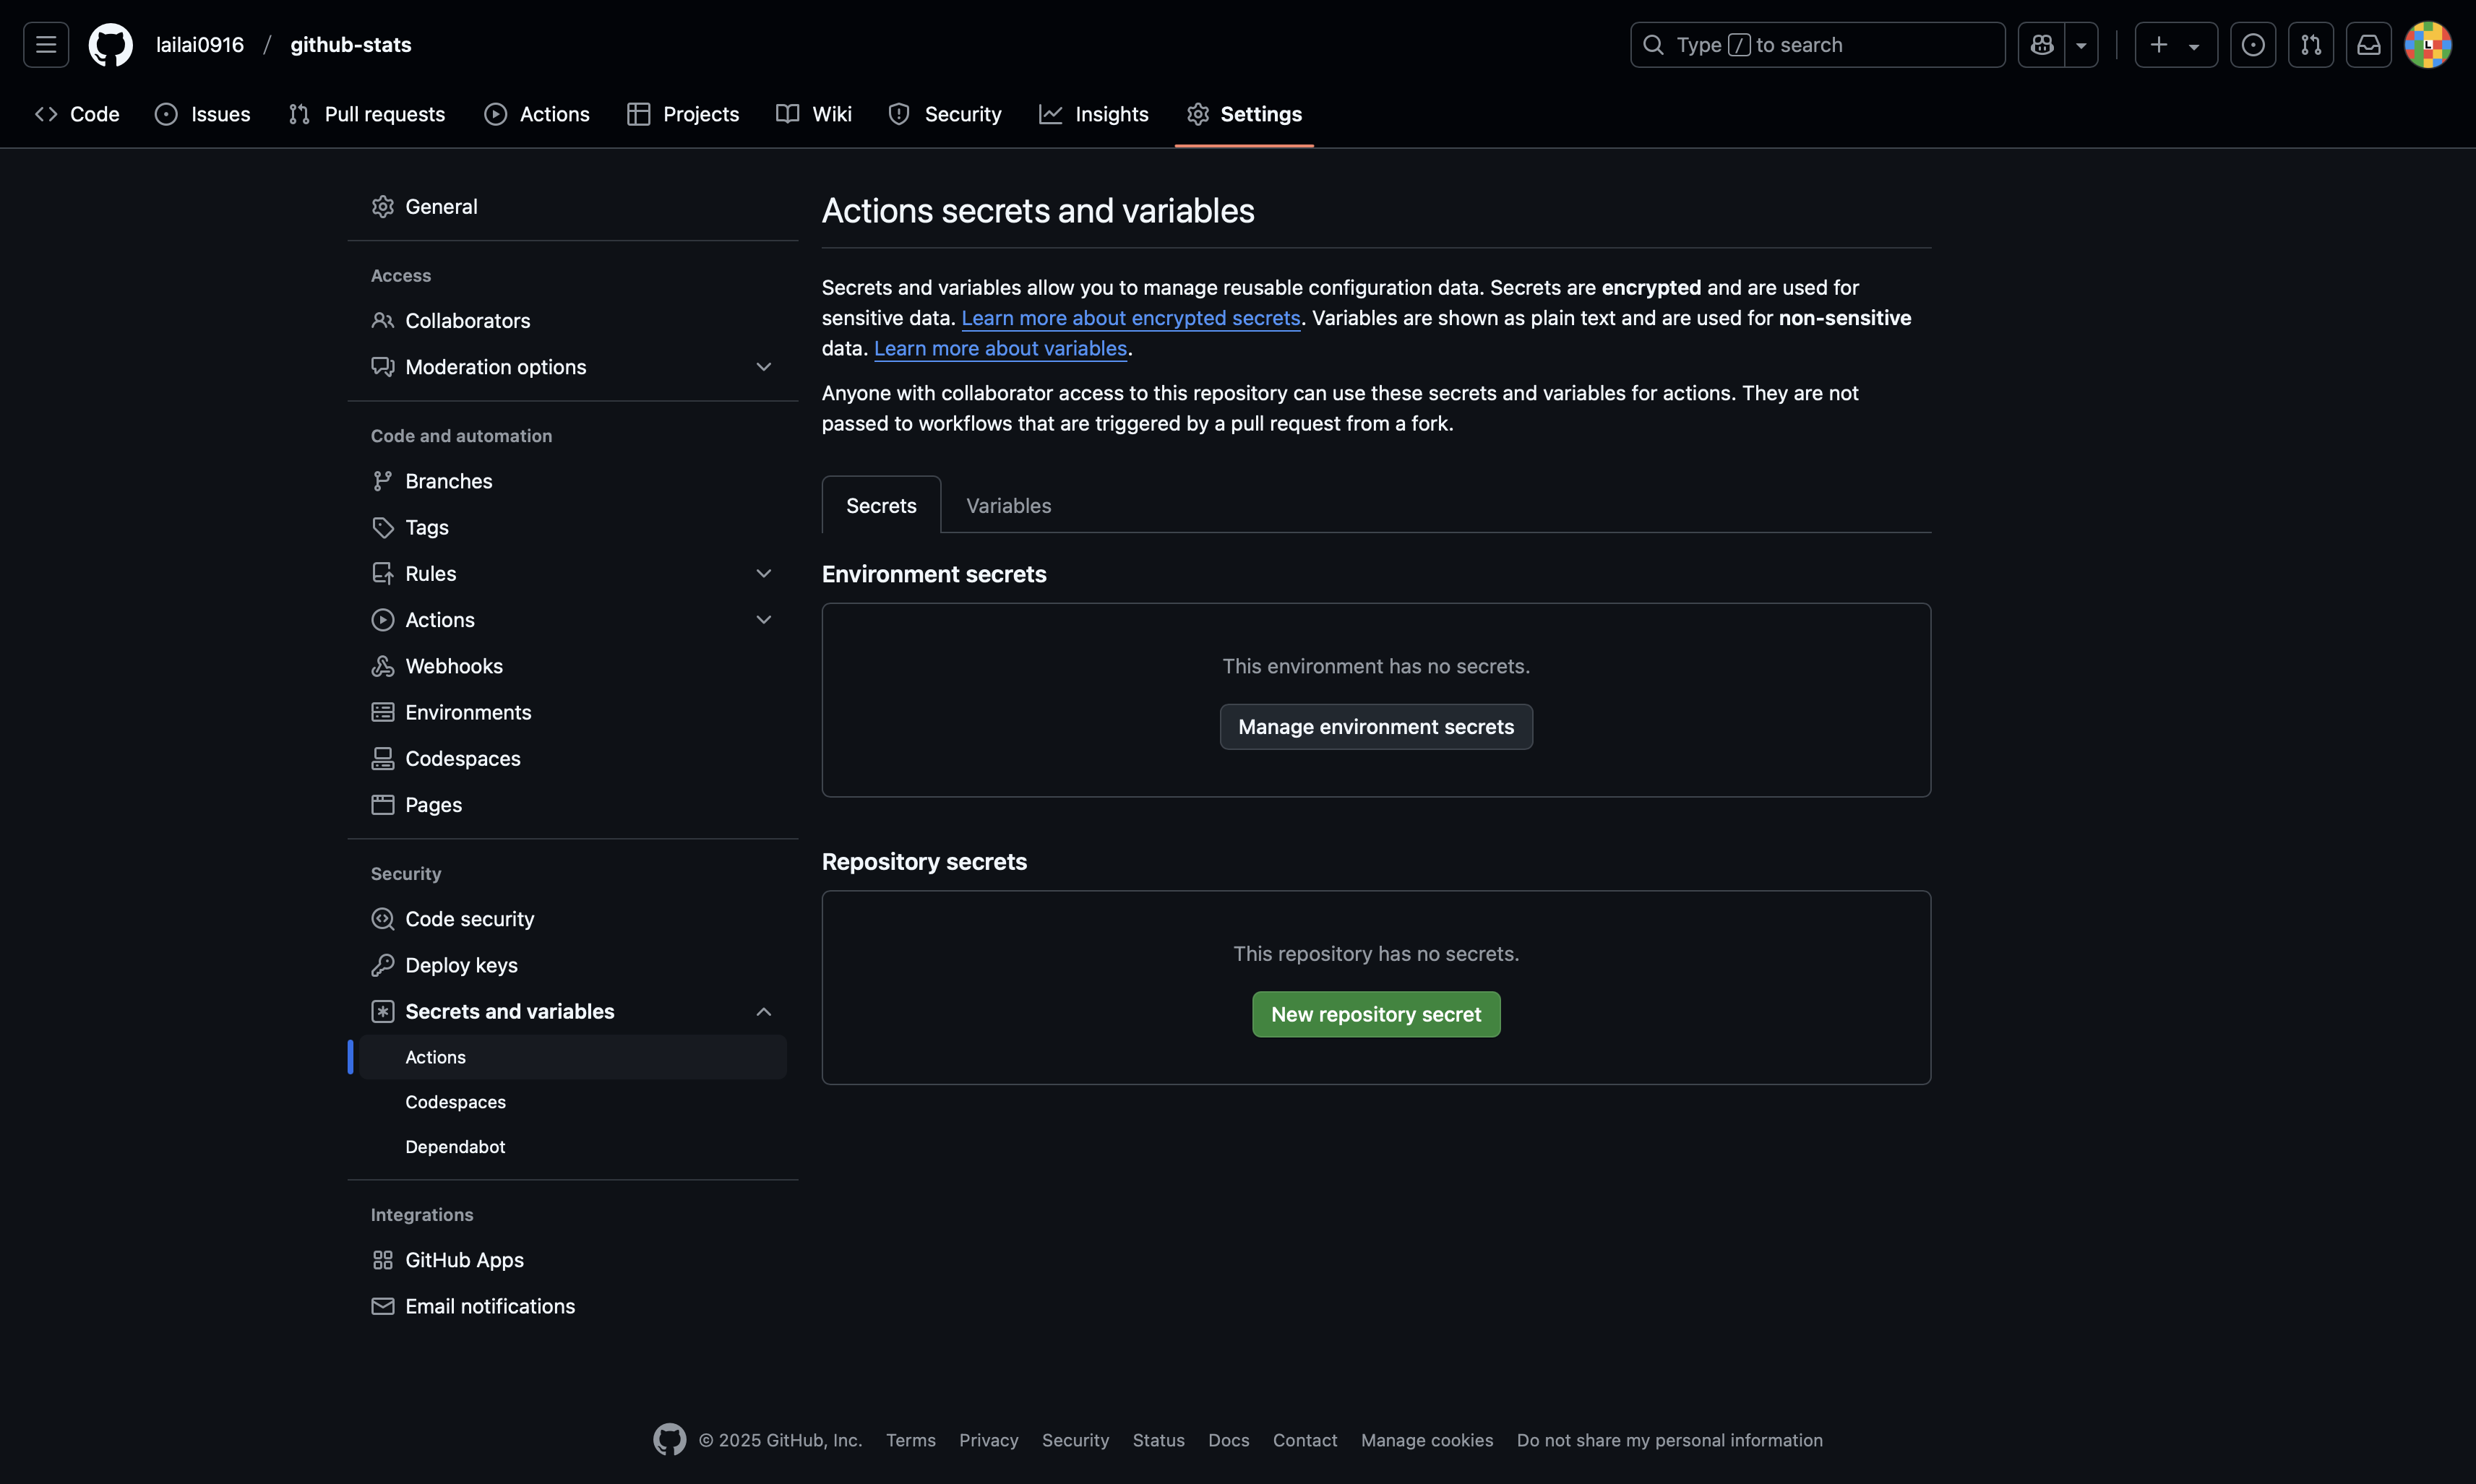 lailai0916 / github-stats
Type / to search
Code
Issues
Pull requests
Actions
Projects
Wiki
Security
Insights
Settings
General
Access
Collaborators
Moderation options
Code and automation
Branches
Tags
Rules
Actions
Webhooks
Environments
Codespaces
Pages
Security
Code security
Deploy keys
Secrets and variables
Actions
Codespaces
Dependabot
Integrations
GitHub Apps
Email notifications
Actions secrets and variables
Secrets and variables allow you to manage reusable configuration data. Secrets are encrypted and are used for
sensitive data. Learn more about encrypted secrets. Variables are shown as plain text and are used for non-sensitive
data. Learn more about variables.
Anyone with collaborator access to this repository can use these secrets and variables for actions. They are not
passed to workflows that are triggered by a pull request from a fork.
Secrets
Variables
Environment secrets
This environment has no secrets.
Manage environment secrets
Repository secrets
This repository has no secrets.
New repository secret
© 2025 GitHub, Inc.
Terms
Privacy
Security
Status
Docs
Contact
Manage cookies
Do not share my personal information